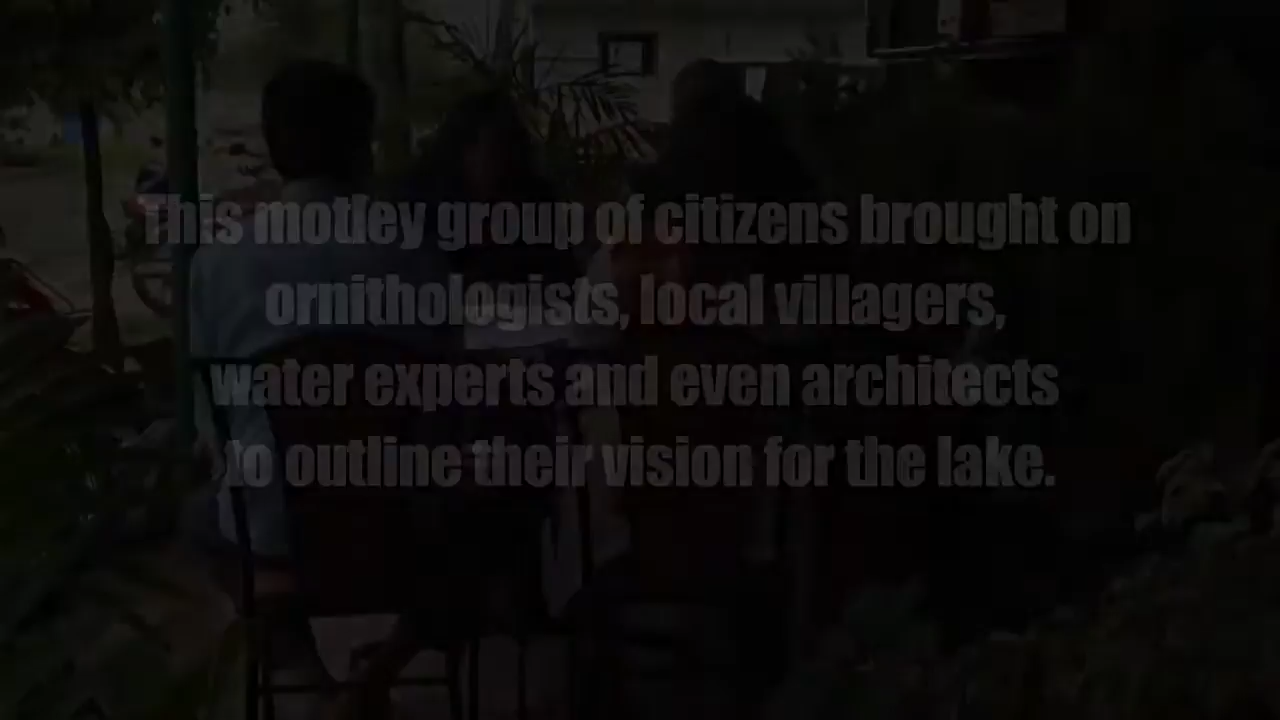 This motley group of citizens brought on
ornithologists, local villagers,
water experts and even architects
to outline their vision for the lake.